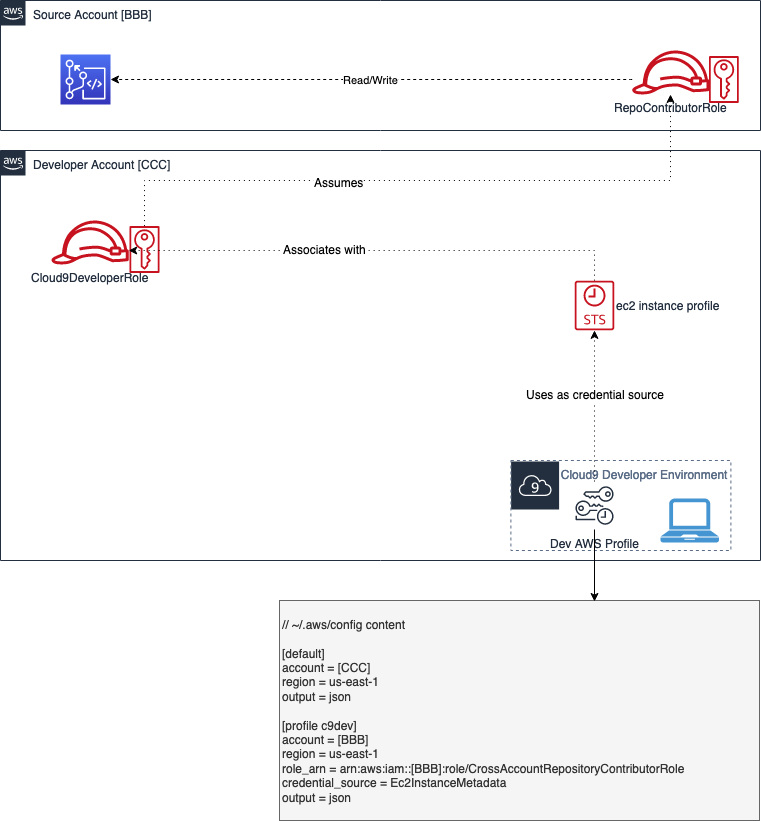 aws
Source Account [BBB]
Read/Write
RepoContributorRole
aws
Developer Account [CCC]
Assumes
Associates with
Cloud9DeveloperRole
STS
ec2 instance profile
Uses as credential source
9
Cloud9 Developer Environment
Dev AWS Profile
// ~/.aws/config content
[default]
account = [CCC]
region = us-east-1
output = json
[profile c9dev]
account = [BBB]
region = us-east-1
role_arn = arn:aws:iam::[BBB]:role/CrossAccountRepositoryContributorRole
credential_source = Ec2InstanceMetadata
output = json